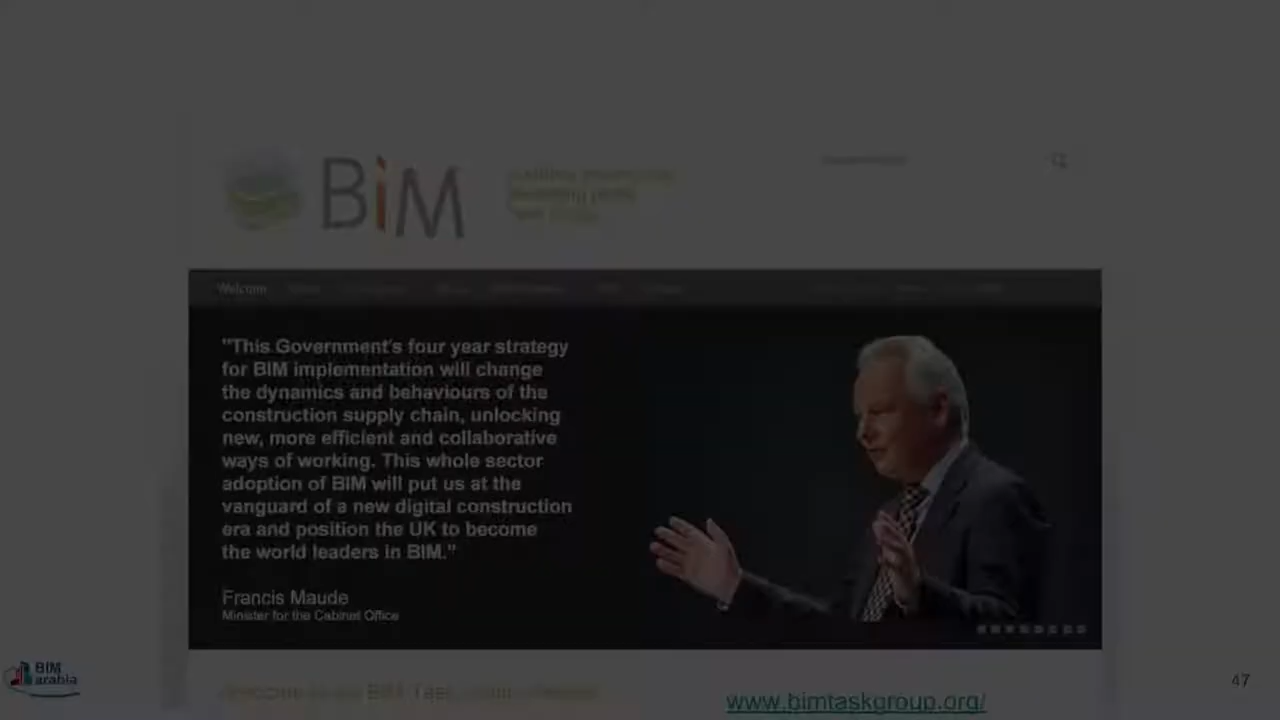 BiM
Welcome
"This Government's four year strategy
for BIM implementation will change
the dynamics and behaviours of the
construction supply chain, unlocking
new, more efficient and collaborative
ways of working. This whole sector
adoption of BIM will put us at the
vanguard of a new digital construction
era and position the UK to become
the world leaders in BIM."
Francis Maude
Minister for the Cabinet Office
BIM
arabia
47
www.bimtaskgroup.org/